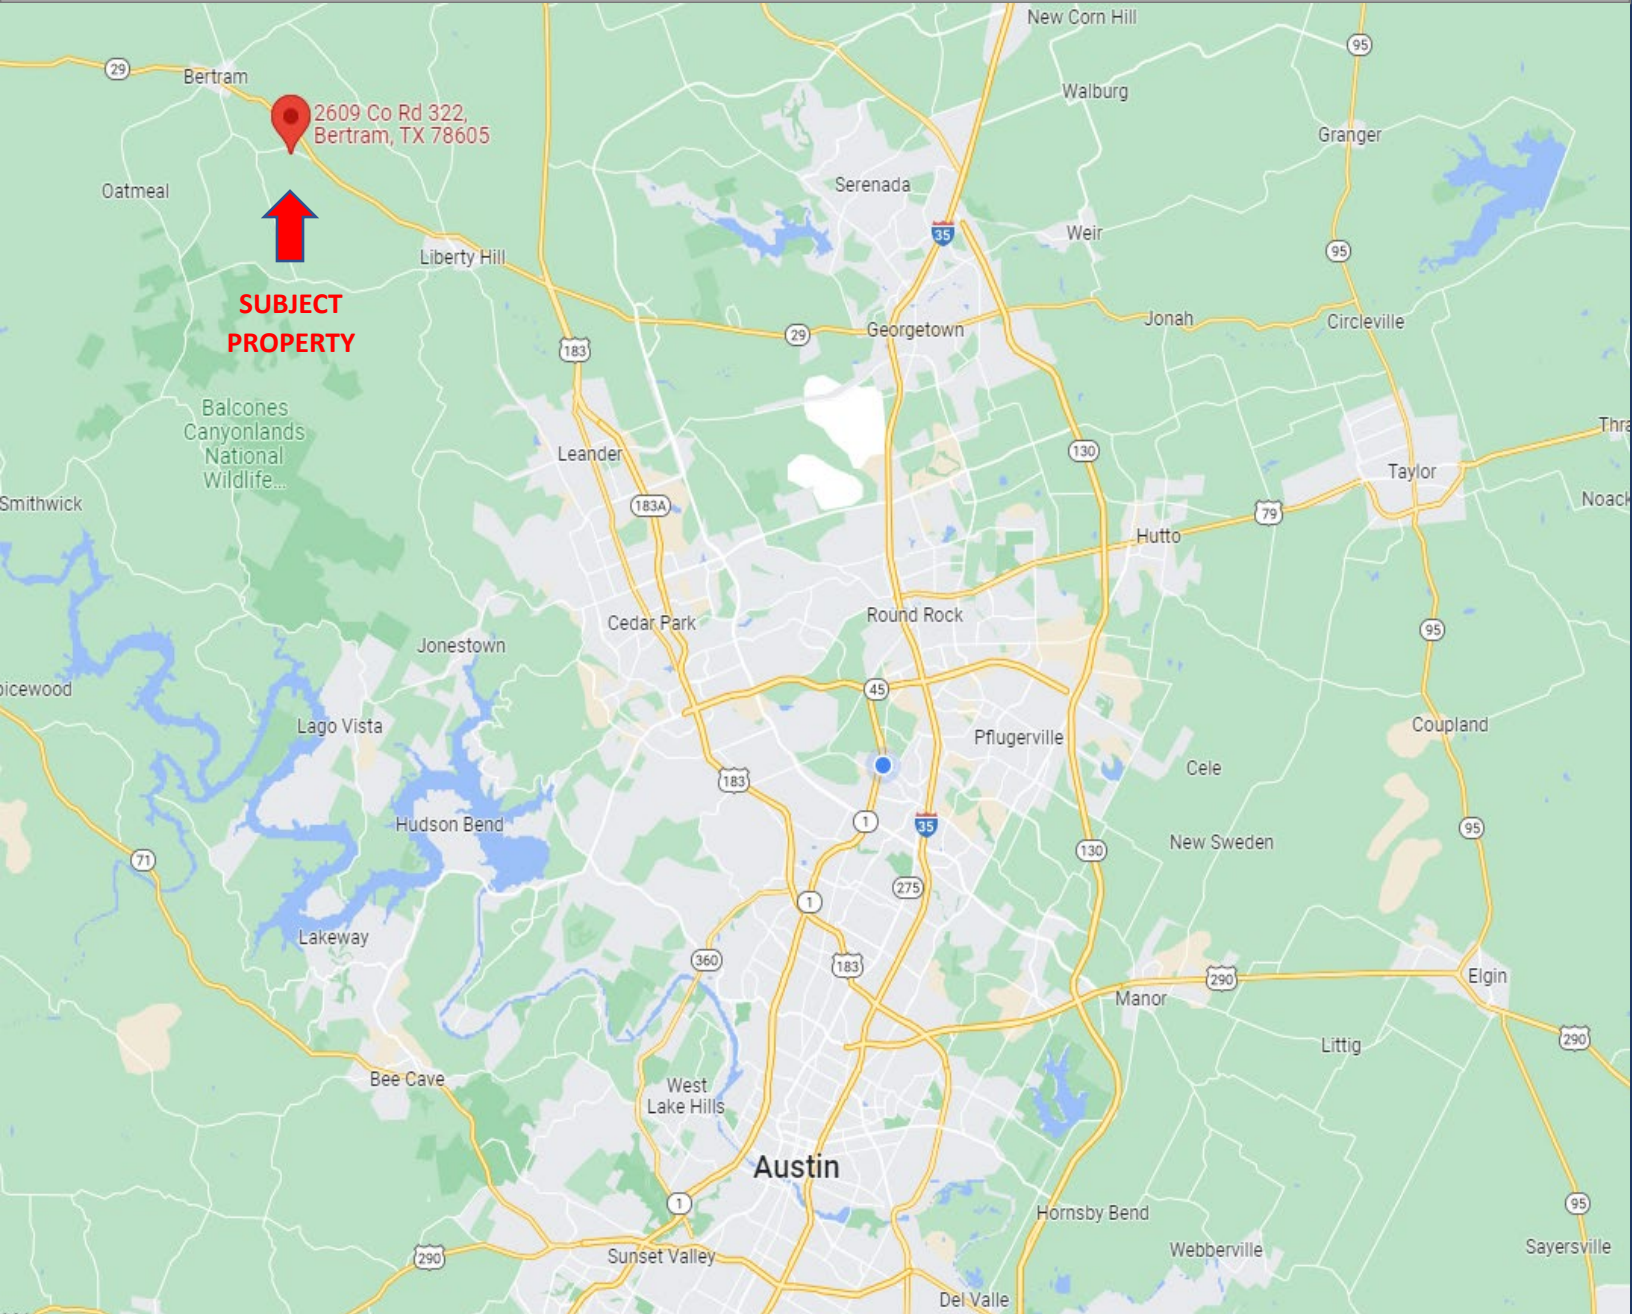 New Corn Hill
95
29
Bertram
Walburg
2609 Co Rd 322,
Bertram, TX 78605
Granger
Serenada
Oatmeal
35
Weir
95
Liberty Hill
SUBJECT
PROPERTY
Jonah
Circleville
Georgetown
29
183
Balcones
Canyonlands
National
Wildlife...
Thra
Leander
130
Taylor
183A
Smithwick
Noack
79
Hutto
Round Rock
Cedar Park
95
Jonestown
picewood
45
Lago Vista
Coupland
Pflugerville
Cele
183
Hudson Bend
1
35
95
New Sweden
71
130
275
1
Lakeway
360
183
290
Elgin
Manor
290
Littig
Bee Cave
West
Lake Hills
Austin
1
95
Hornsby Bend
Webberville
Sayersville
290
Sunset Valley
Del Valle